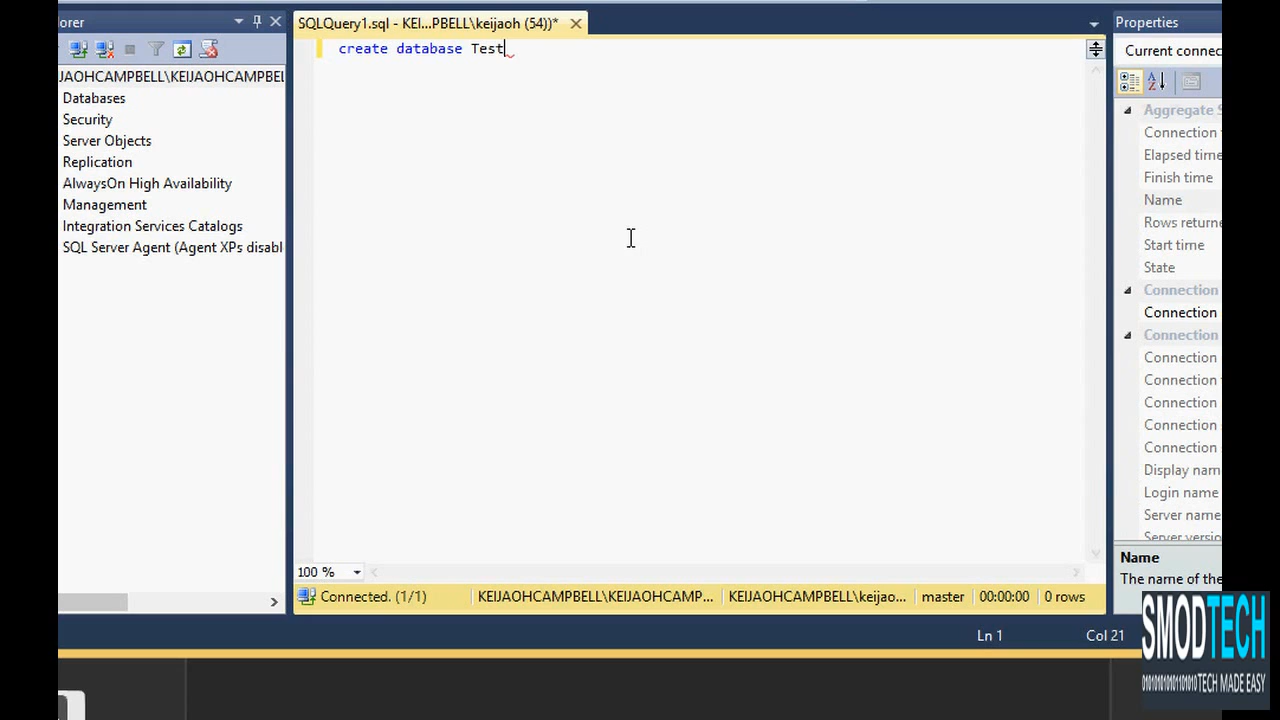 orer
SQLQuery1.sql - KEI...PBELL\keijaoh (54))*
Properties
create database Test
Current connec
JAOHCAMPBELL\KEIJAOHCAMPBEL
Databases
Security
Server Objects
Replication
AlwaysOn High Availability
Management
Integration Services Catalogs
SQL Server Agent (Agent XPs disabl
Aggregate S
Connection
Elapsed time
Finish time
Name
Rows returne
Start time
State
Connection
Connection
Connection
Connection
Connection
Connection
Connection
Connection
Display nam
Login name
Server name
Server versio
Name
The name of the
100 %
Connected. (1/1)
KEIJAOHCAMPBELL\KEIJAOHCAMP...
KEIJAOHCAMPBELL\keijao...
master
00:00:00
0 rows
Ln 1
Col 21
SMODTECH
TECH MADE EASY